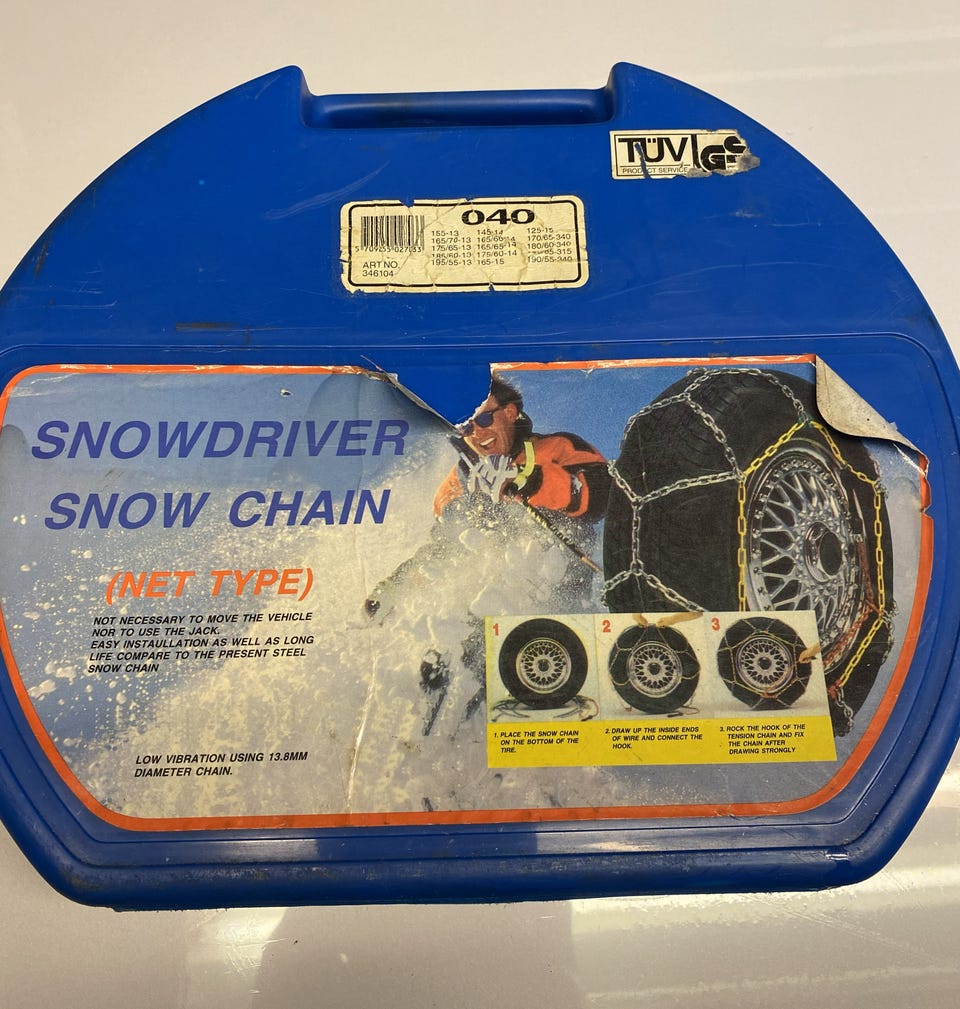 TÜV GS
PRODUCT SERVICE
040
155-13 145-14 125-15
165/70-13 165/60-14 170/65-340
175/65-13 165/65-14 180/60-340
185/60-13 175/60-14
195/55-13 165-15 190/55-340
ART NO.
346104
SNOWDRIVER
SNOW CHAIN
(NET TYPE)
NOT NECESSARY TO MOVE THE VEHICLE
NOR TO USE THE JACK.
EASY INSTAULLATION AS WELL AS LONG
LIFE COMPARE TO THE PRESENT STEEL
SNOW CHAIN
LOW VIBRATION USING 13.8MM
DIAMETER CHAIN.
1 2 3
1. PLACE THE SNOW CHAIN
ON THE BOTTOM OF THE
TIRE.
2. DRAW UP THE INSIDE ENDS
OF WIRE AND CONNECT THE
HOOK.
3. ROCK THE HOOK OF THE
TENSION CHAIN AND FIX
THE CHAIN AFTER
DRAWING STRONGLY